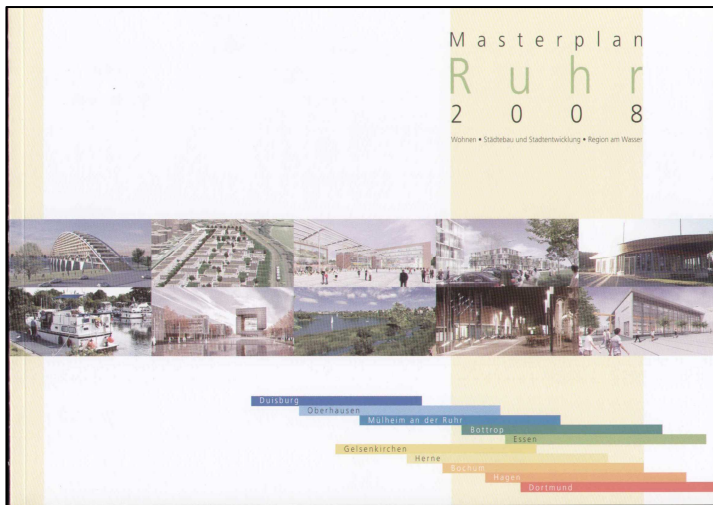 Masterplan
Ruhr
2008
Wohnen • Städtebau und Stadtentwicklung • Region am Wasser
Duisburg
Oberhausen
Mülheim an der Ruhr
Bottrop
Essen
Gelsenkirchen
Herne
Bochum
Hagen
Dortmund